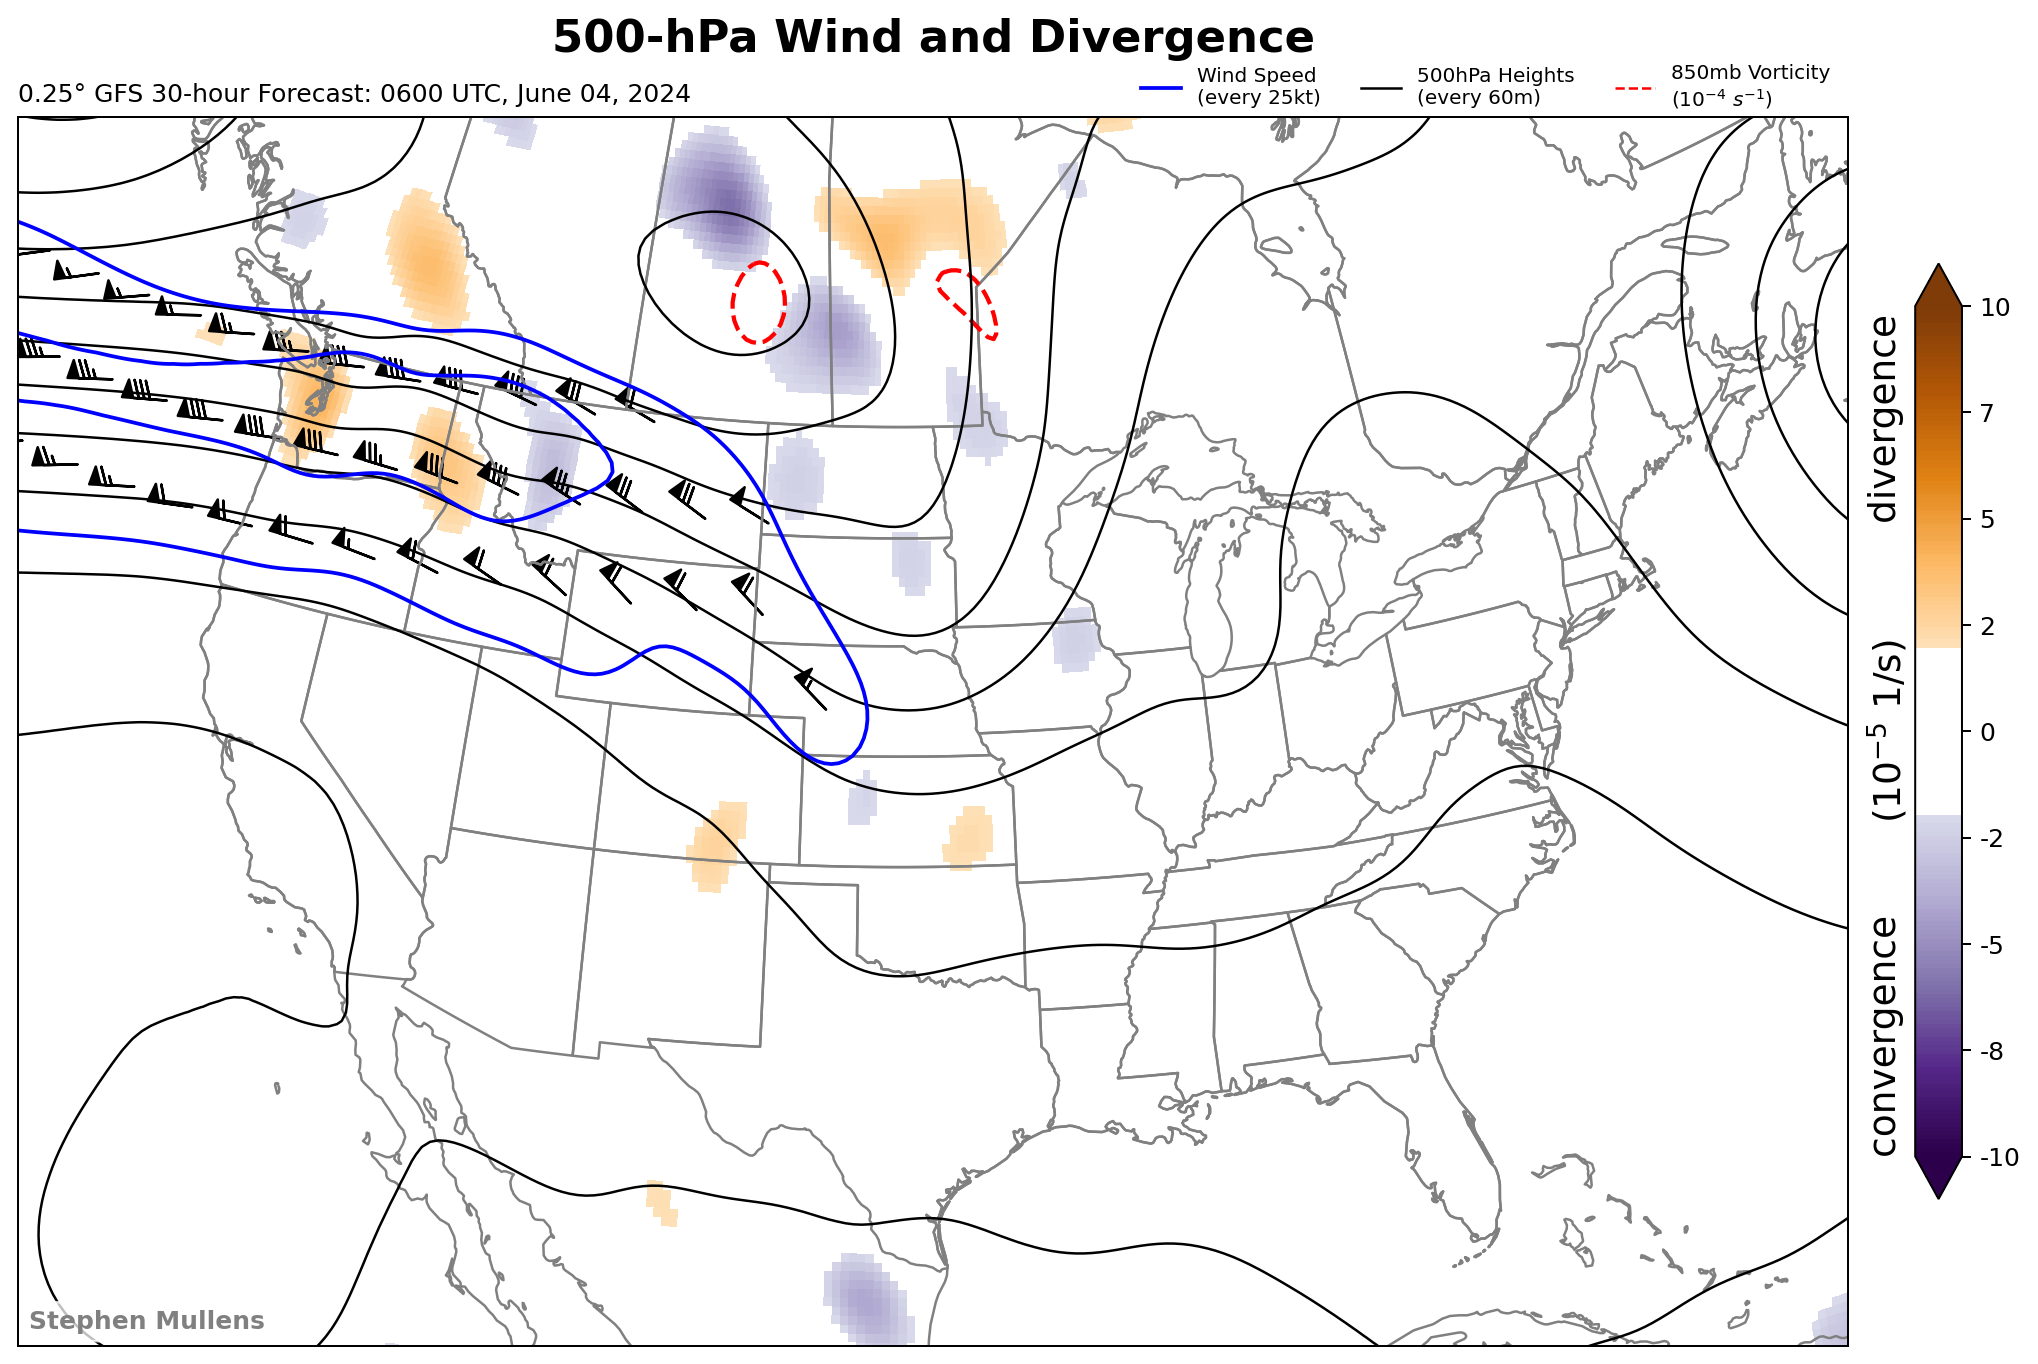 500-hPa Wind and Divergence
0.25° GFS 30-hour Forecast: 0600 UTC, June 04, 2024
Wind Speed
(every 25kt)
500hPa Heights
(every 60m)
850mb Vorticity
(10⁻⁴ s⁻¹)
10
7
5
2
0
-2
-5
-8
-10
convergence (10⁻⁵ 1/s) divergence
Stephen Mullens